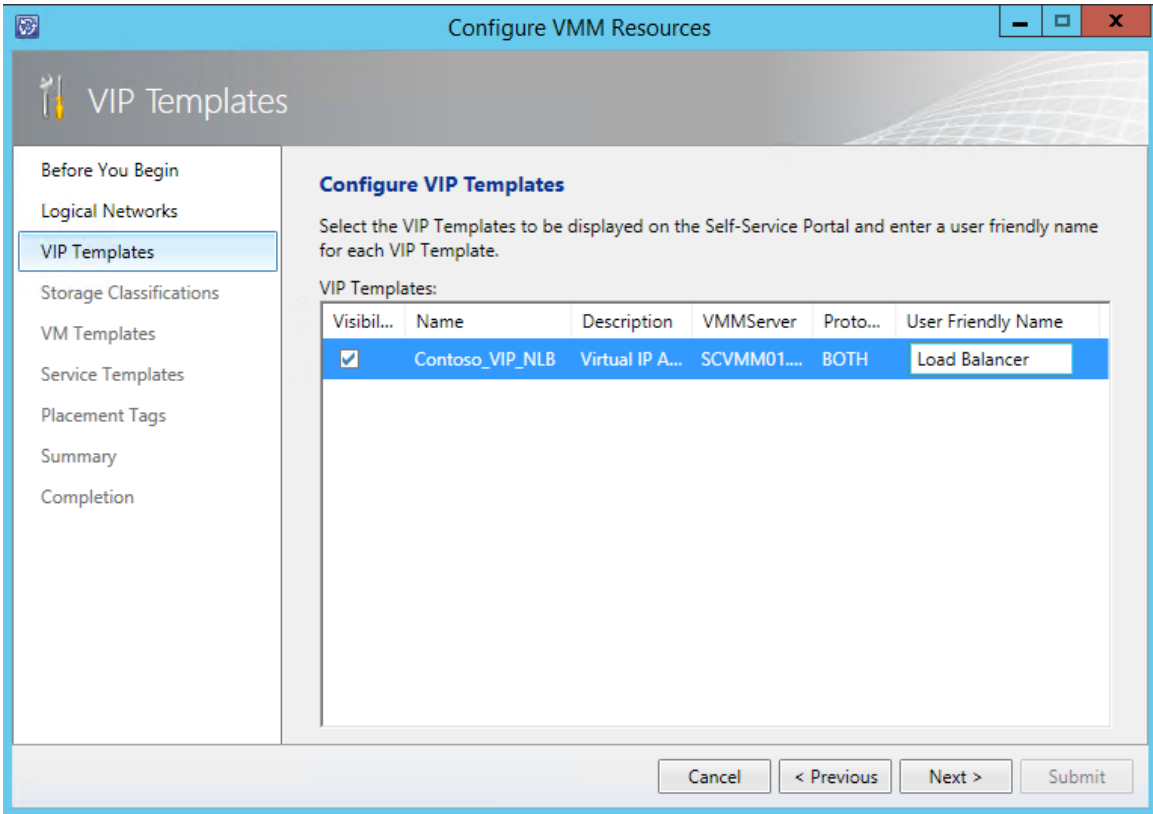 Configure VMM Resources
VIP Templates
Before You Begin
Logical Networks
VIP Templates
Storage Classifications
VM Templates
Service Templates
Placement Tags
Summary
Completion
Configure VIP Templates
Select the VIP Templates to be displayed on the Self-Service Portal and enter a user friendly name
for each VIP Template.
VIP Templates:
Visibil... Name Description VMMServer Proto... User Friendly Name
Contoso_VIP_NLB Virtual IP A... SCVMM01.... BOTH Load Balancer
Cancel < Previous Next > Submit